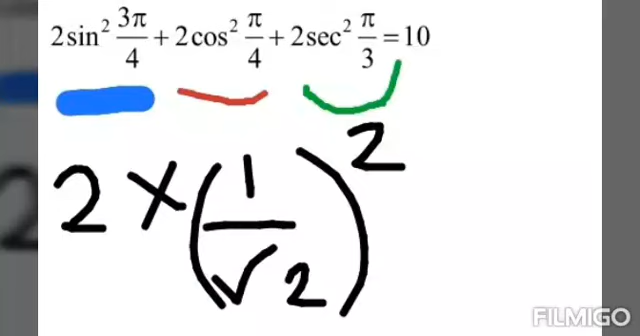 2sin² 3π/4 + 2cos² π/4 + 2sec² π/3 = 10
2 × (1/√2)²
FILMIGO